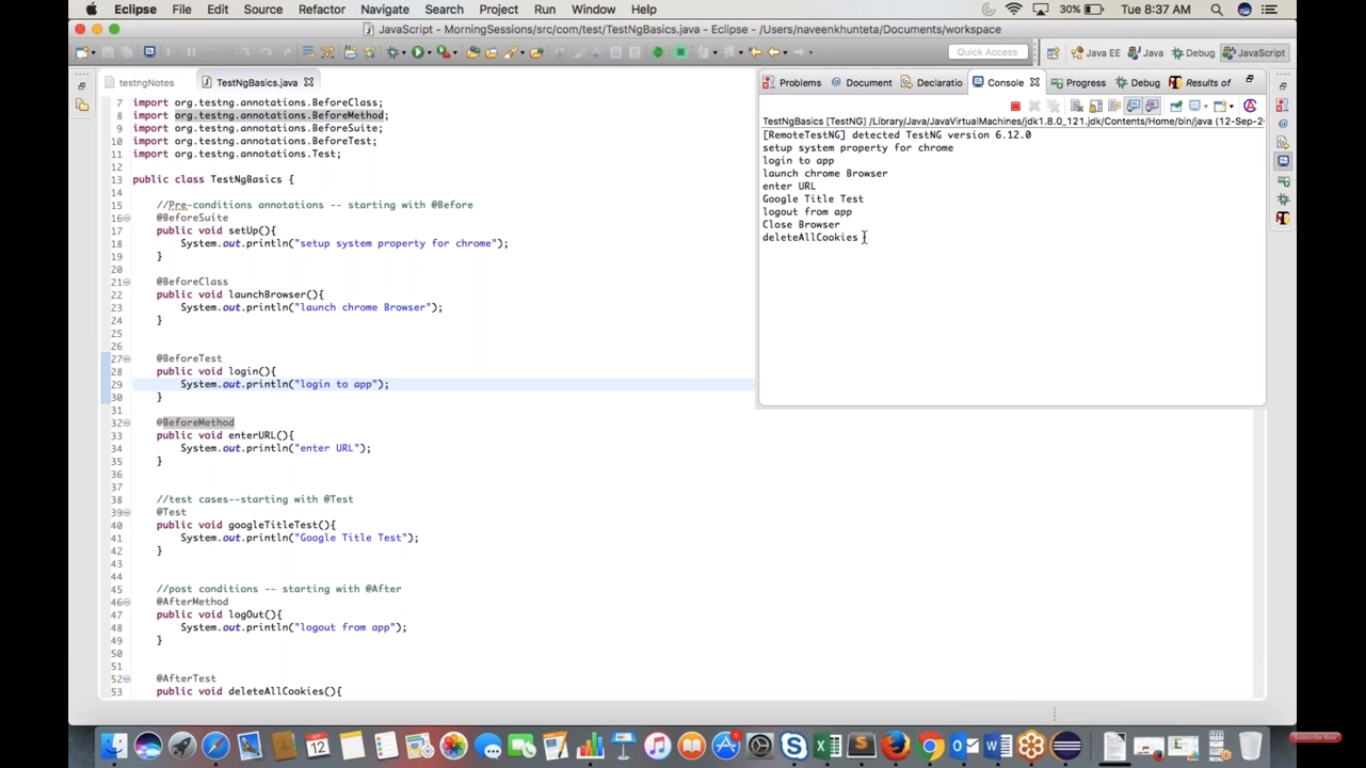 Eclipse File Edit Source Refactor Navigate Search Project Run Window Help 30% Tue 8:37 AM
JavaScript - MorningSessions/src/com/test/TestNgBasics.java - Eclipse - /Users/naveenkhunteta/Documents/workspace
Quick Access Java EE Java Debug JavaScript
testngNotes TestNgBasics.java
7 import org.testng.annotations.BeforeClass;
8 import org.testng.annotations.BeforeMethod;
9 import org.testng.annotations.BeforeSuite;
10 import org.testng.annotations.BeforeTest;
11 import org.testng.annotations.Test;
12
13 public class TestNgBasics {
14
15 //Pre-conditions annotations -- starting with @Before
16 @BeforeSuite
17 public void setUp(){
18 System.out.println("setup system property for chrome");
19 }
20
21 @BeforeClass
22 public void launchBrowser(){
23 System.out.println("launch chrome Browser");
24 }
25
26
27 @BeforeTest
28 public void login(){
29 System.out.println("login to app");
30 }
31
32 @BeforeMethod
33 public void enterURL(){
34 System.out.println("enter URL");
35 }
36
37
38 //test cases--starting with @Test
39 @Test
40 public void googleTitleTest(){
41 System.out.println("Google Title Test");
42 }
43
44
45 //post conditions -- starting with @After
46 @AfterMethod
47 public void logOut(){
48 System.out.println("logout from app");
49 }
50
51
52 @AfterTest
53 public void deleteAllCookies(){
Problems Document Declaratio Console Progress Debug Results of
TestNgBasics [TestNG] /Library/Java/JavaVirtualMachines/jdk1.8.0_121.jdk/Contents/Home/bin/java (12-Sep-2
[RemoteTestNG] detected TestNG version 6.12.0
setup system property for chrome
login to app
launch chrome Browser
enter URL
Google Title Test
logout from app
Close Browser
deleteAllCookies
SEP
12
Subscribe Now